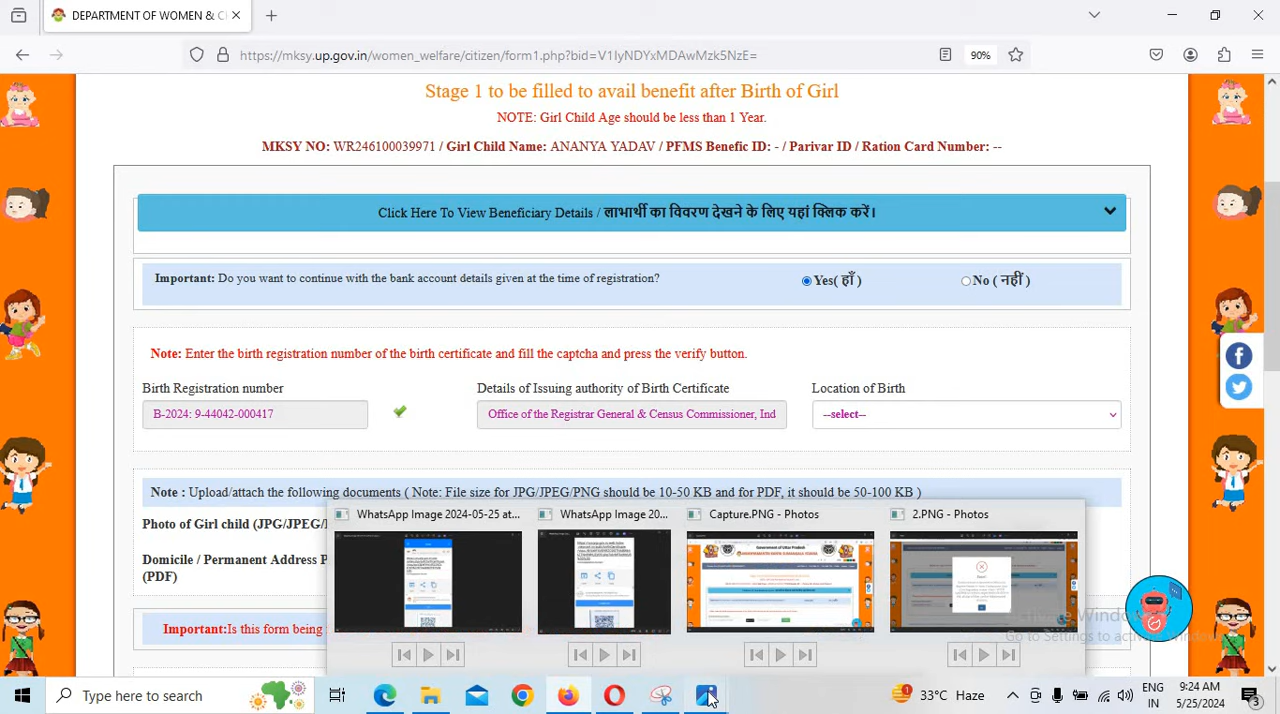 DEPARTMENT OF WOMEN & C
https://mksy.up.gov.in/women_welfare/citizen/form1.php?bid=V1IyNDYxMDAwMzk5NzE=
90%
Stage 1 to be filled to avail benefit after Birth of Girl
NOTE: Girl Child Age should be less than 1 Year.
MKSY NO: WR246100039971 / Girl Child Name: ANANYA YADAV / PFMS Benefic ID: - / Parivar ID / Ration Card Number: --
Click Here To View Beneficiary Details / लाभार्थी का विवरण देखने के लिए यहां क्लिक करें।
Important: Do you want to continue with the bank account details given at the time of registration?
Yes( हाँ )
No ( नहीं )
Note: Enter the birth registration number of the birth certificate and fill the captcha and press the verify button.
Birth Registration number
Details of Issuing authority of Birth Certificate
Location of Birth
B-2024: 9-44042-000417
Office of the Registrar General & Census Commissioner, Ind
--select--
Note : Upload/attach the following documents ( Note: File size for JPG/JPEG/PNG should be 10-50 KB and for PDF, it should be 50-100 KB )
Photo of Girl child (JPG/JPEG/
Domicile / Permanent Address P
(PDF)
Important:Is this form being
WhatsApp Image 2024-05-25 at...
WhatsApp Image 20...
Capture.PNG - Photos
2.PNG - Photos
Go to Settings to activate Windows.
Type here to search
33°C Haze
ENG
IN
9:24 AM
5/25/2024
3